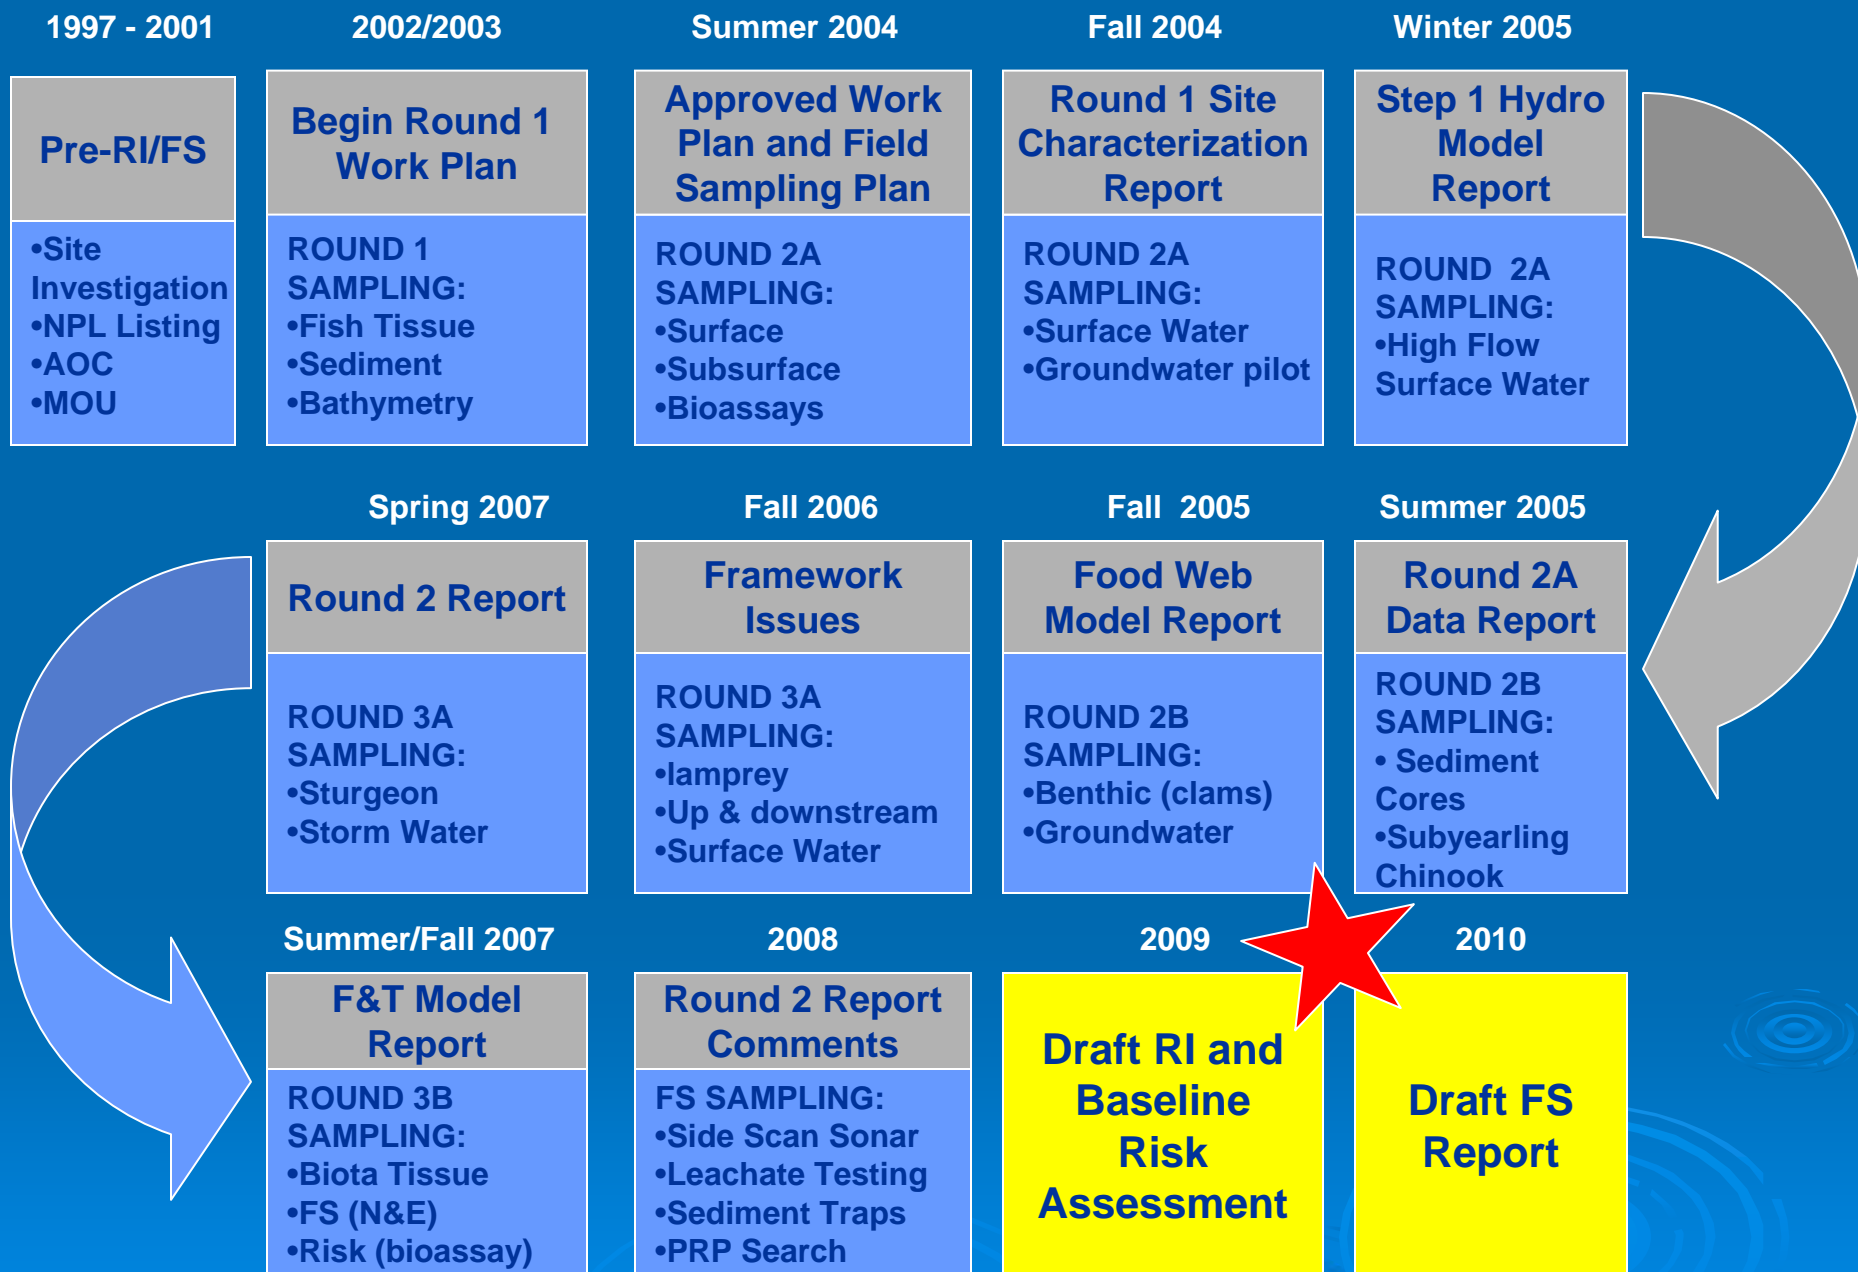 1997 - 2001
Pre-RI/FS
•Site
Investigation
•NPL Listing
•AOC
•MOU
2002/2003
Begin Round 1
Work Plan
ROUND 1
SAMPLING:
•Fish Tissue
•Sediment
•Bathymetry
Summer 2004
Approved Work
Plan and Field
Sampling Plan
ROUND 2A
SAMPLING:
•Surface
•Subsurface
•Bioassays
Fall 2004
Round 1 Site
Characterization
Report
ROUND 2A
SAMPLING:
•Surface Water
•Groundwater pilot
Winter 2005
Step 1 Hydro
Model
Report
ROUND 2A
SAMPLING:
•High Flow
Surface Water
Summer 2005
Round 2A
Data Report
ROUND 2B
SAMPLING:
• Sediment
Cores
•Subyearling
Chinook
Fall 2005
Food Web
Model Report
ROUND 2B
SAMPLING:
•Benthic (clams)
•Groundwater
Fall 2006
Framework
Issues
ROUND 3A
SAMPLING:
•lamprey
•Up & downstream
•Surface Water
Spring 2007
Round 2 Report
ROUND 3A
SAMPLING:
•Sturgeon
•Storm Water
Summer/Fall 2007
F&T Model
Report
ROUND 3B
SAMPLING:
•Biota Tissue
•FS (N&E)
•Risk (bioassay)
2008
Round 2 Report
Comments
FS SAMPLING:
•Side Scan Sonar
•Leachate Testing
•Sediment Traps
•PRP Search
2009
Draft RI and
Baseline
Risk
Assessment
2010
Draft FS
Report